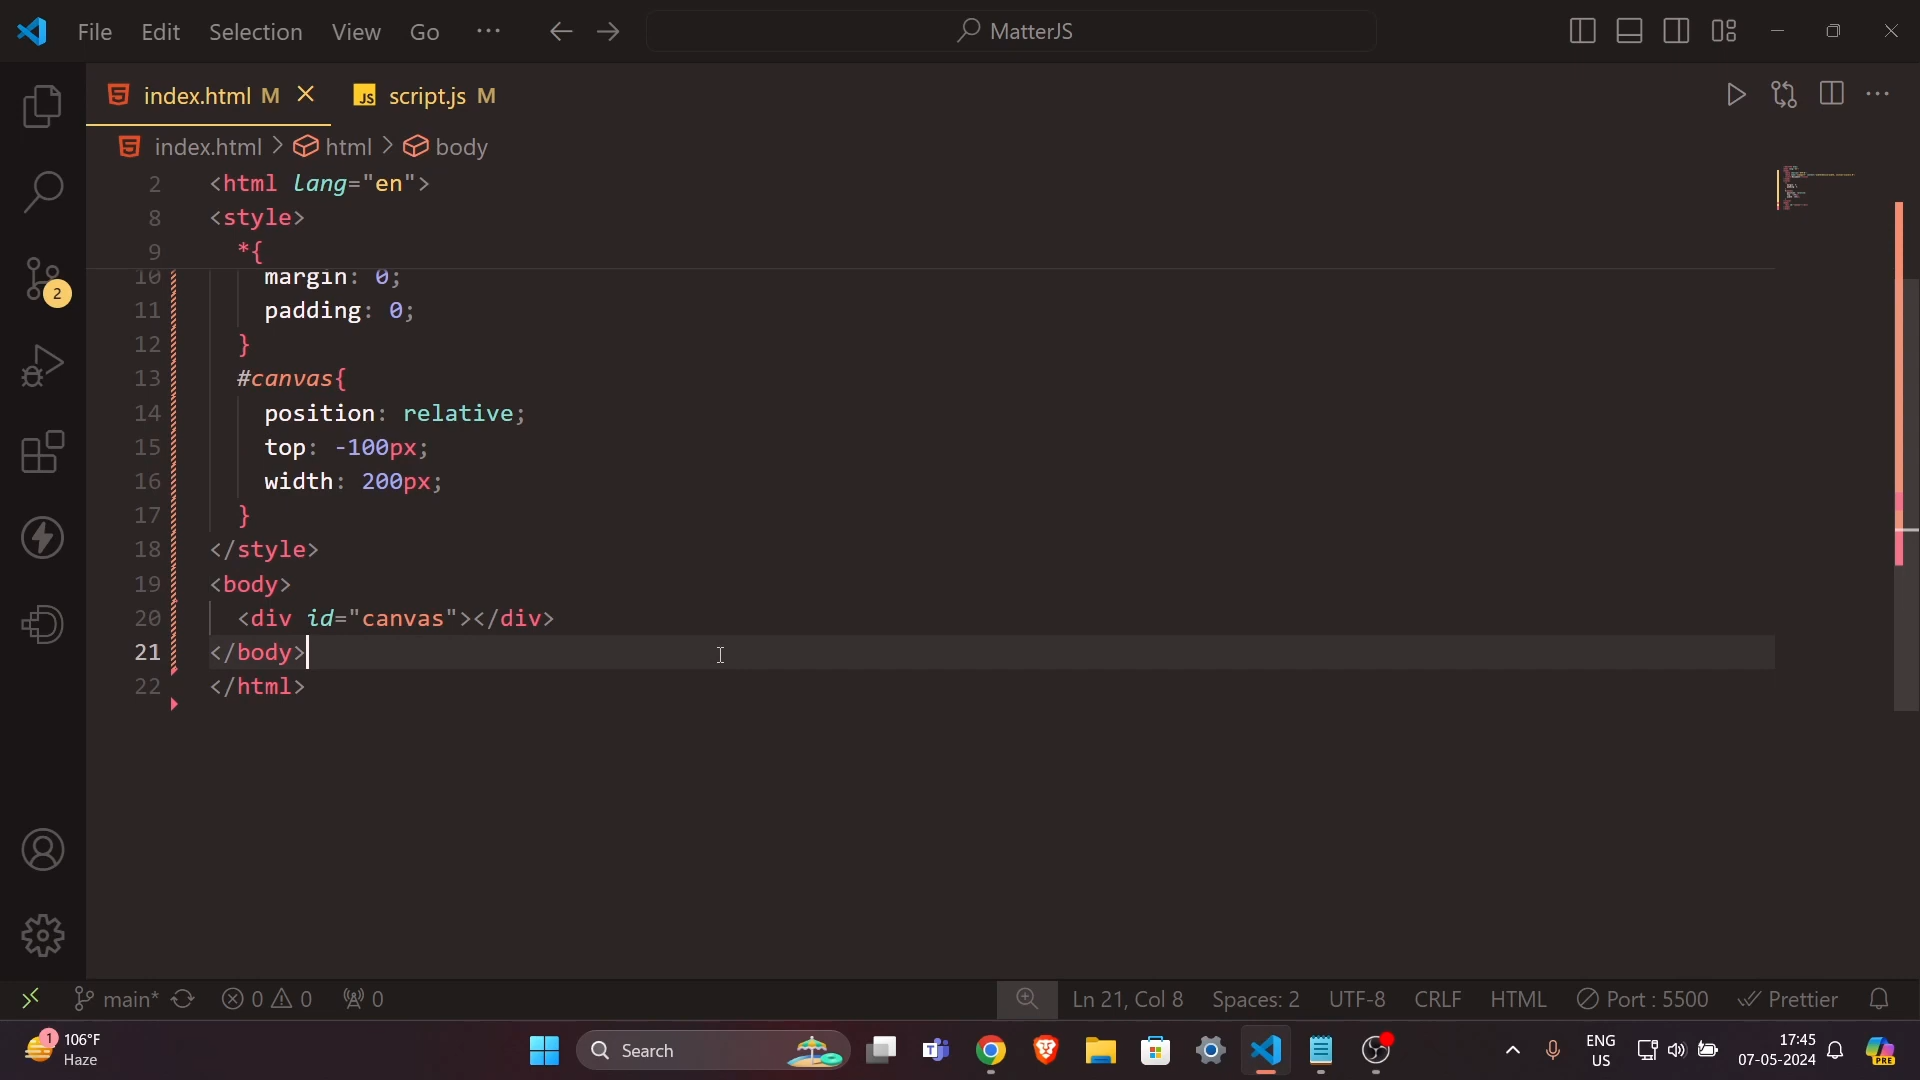 File Edit Selection View Go ··· MatterJS
index.html M JS script.js M
index.html > html > body
2 <html lang="en">
8 <style>
9 *{
10 margin: 0;
11 padding: 0;
12 }
13 #canvas{
14 position: relative;
15 top: -100px;
16 width: 200px;
17 }
18 </style>
19 <body>
20 <div id="canvas"></div>
21 </body>
22 </html>
2
main* 0 0 0 Ln 21, Col 8 Spaces: 2 UTF-8 CRLF HTML Port : 5500 Prettier
1 106°F
Haze
Search
ENG
US
17:45
07-05-2024
PRE